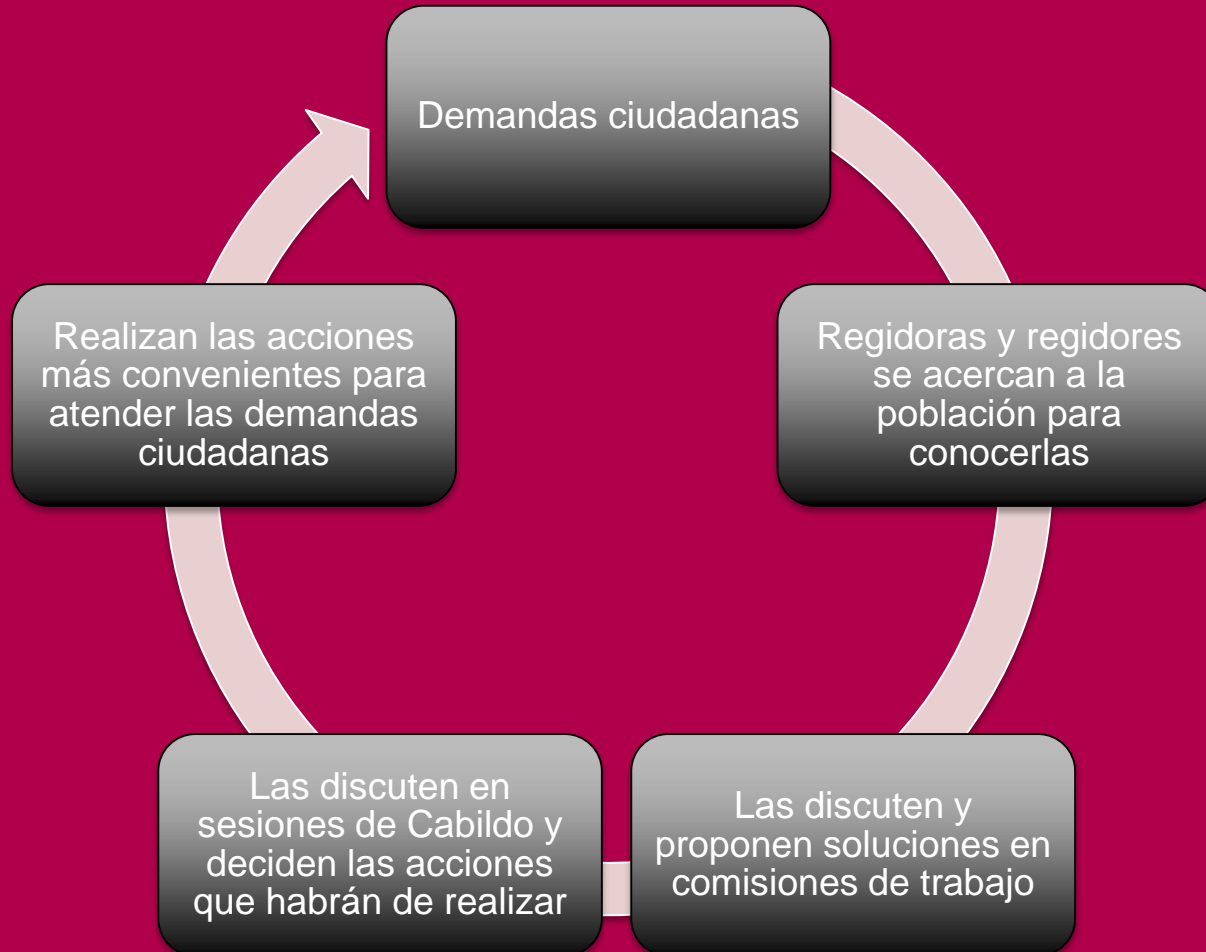 Demandas ciudadanas
Regidoras y regidores
se acercan a la
población para
conocerlas
Las discuten y
proponen soluciones en
comisiones de trabajo
Las discuten en
sesiones de Cabildo y
deciden las acciones
que habrán de realizar
Realizan las acciones
más convenientes para
atender las demandas
ciudadanas